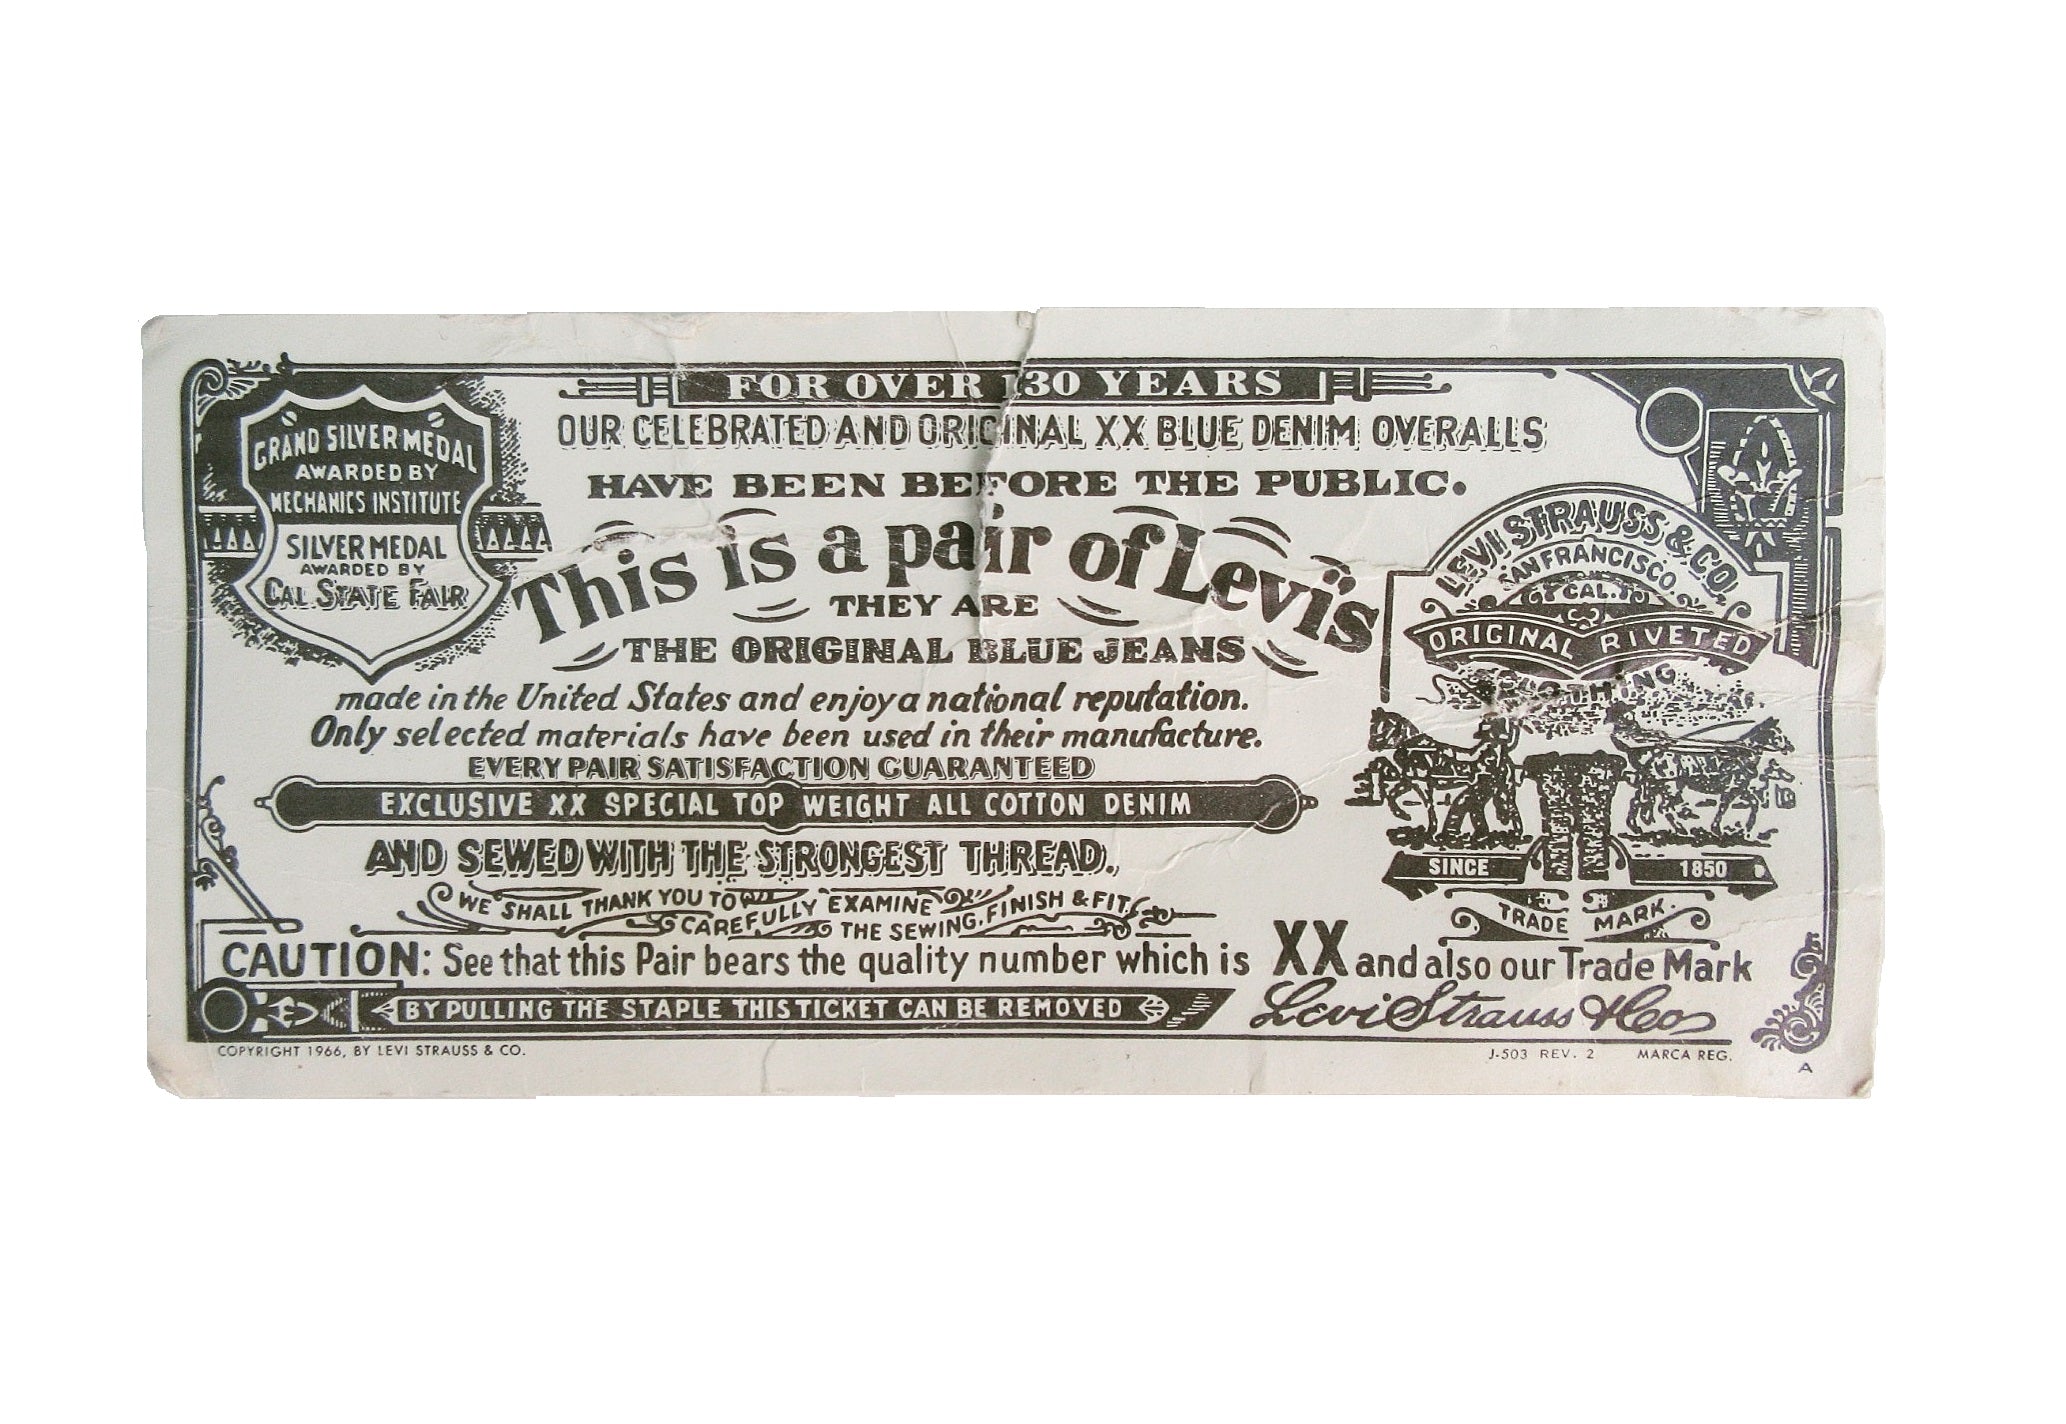 GRAND SILVER MEDAL
AWARDED BY
MECHANICS INSTITUTE
SILVER MEDAL
AWARDED BY
CAL STATE FAIR
FOR OVER 130 YEARS
OUR CELEBRATED AND ORIGINAL XX BLUE DENIM OVERALLS
HAVE BEEN BEFORE THE PUBLIC.
This is a pair of Levi's
THEY ARE
THE ORIGINAL BLUE JEANS
made in the United States and enjoy a national reputation.
Only selected materials have been used in their manufacture.
EVERY PAIR SATISFACTION GUARANTEED
EXCLUSIVE XX SPECIAL TOP WEIGHT ALL COTTON DENIM
AND SEWED WITH THE STRONGEST THREAD,
WE SHALL THANK YOU TO CAREFULLY EXAMINE
THE SEWING, FINISH & FIT.
LEVI STRAUSS & CO.
SAN FRANCISCO.
CAL.
ORIGINAL RIVETED
CLOTHING
SINCE 1850
TRADE MARK.
CAUTION: See that this Pair bears the quality number which is XX and also our Trade Mark
BY PULLING THE STAPLE THIS TICKET CAN BE REMOVED
Levi Strauss & Co
COPYRIGHT 1966, BY LEVI STRAUSS & CO.
J-503 REV. 2 MARCA REG.
A